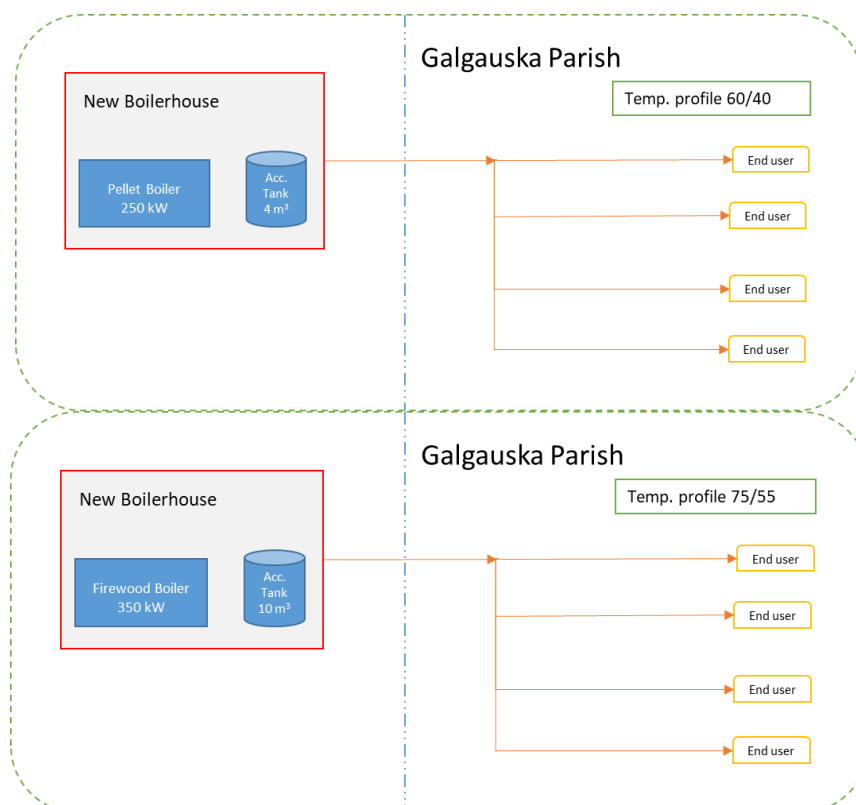 Galgauska Parish
New Boilerhouse
Temp. profile 60/40
Pellet Boiler
250 kW
Acc.
Tank
4 m³
End user
End user
End user
End user
Galgauska Parish
New Boilerhouse
Temp. profile 75/55
Firewood Boiler
350 kW
Acc.
Tank
10 m³
End user
End user
End user
End user